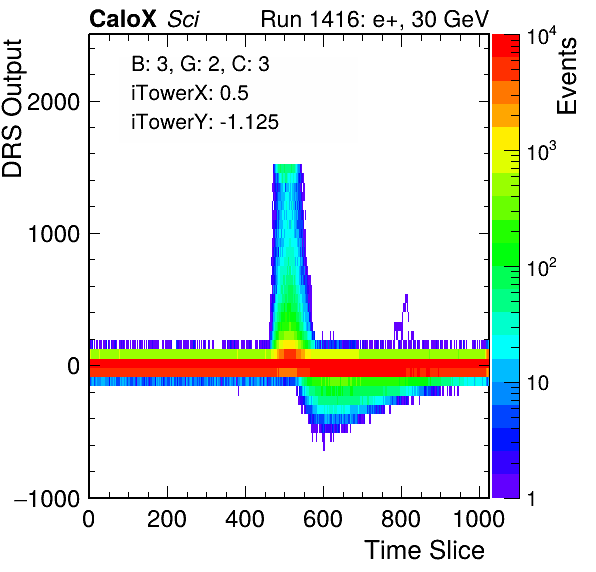 CaloX Sci Run 1416: e+, 30 GeV
B: 3, G: 2, C: 3
iTowerX: 0.5
iTowerY: -1.125
DRS Output
2000
1000
0
−1000
0 200 400 600 800 1000
Time Slice
Events
10⁴
10³
10²
10
1